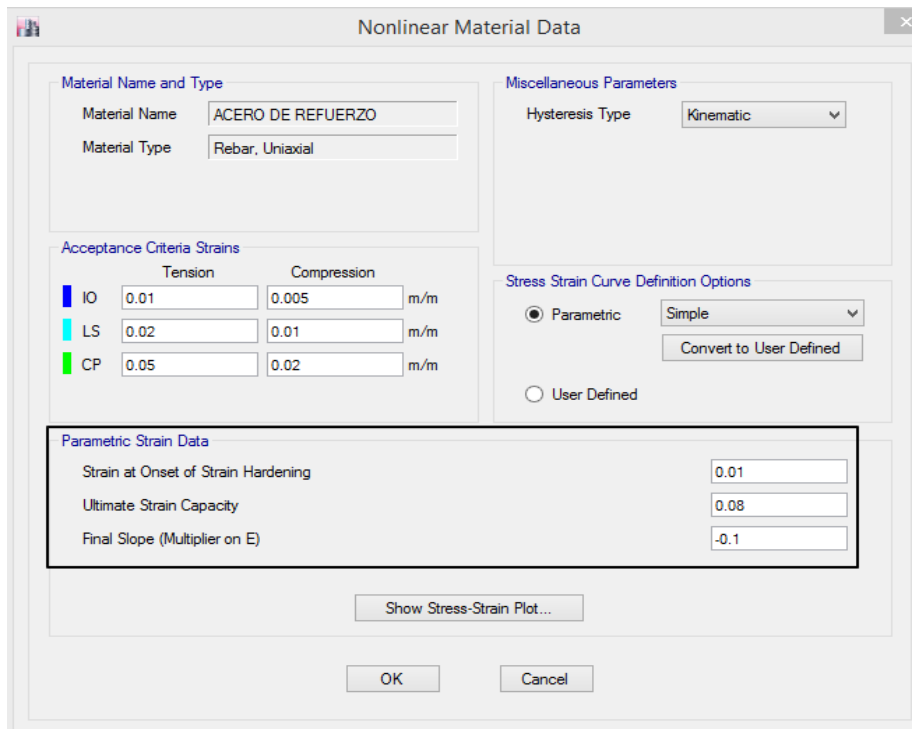 Nonlinear Material Data
Material Name and Type
Material Name ACERO DE REFUERZO
Material Type Rebar, Uniaxial
Miscellaneous Parameters
Hysteresis Type Kinematic
Acceptance Criteria Strains
Tension Compression
IO 0.01 0.005 m/m
LS 0.02 0.01 m/m
CP 0.05 0.02 m/m
Stress Strain Curve Definition Options
Parametric Simple
Convert to User Defined
User Defined
Parametric Strain Data
Strain at Onset of Strain Hardening 0.01
Ultimate Strain Capacity 0.08
Final Slope (Multiplier on E) -0.1
Show Stress-Strain Plot...
OK Cancel